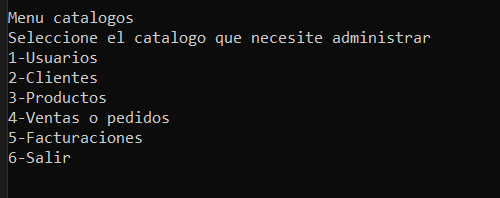 Menu catalogos
Seleccione el catalogo que necesite administrar
1-Usuarios
2-Clientes
3-Productos
4-Ventas o pedidos
5-Facturaciones
6-Salir